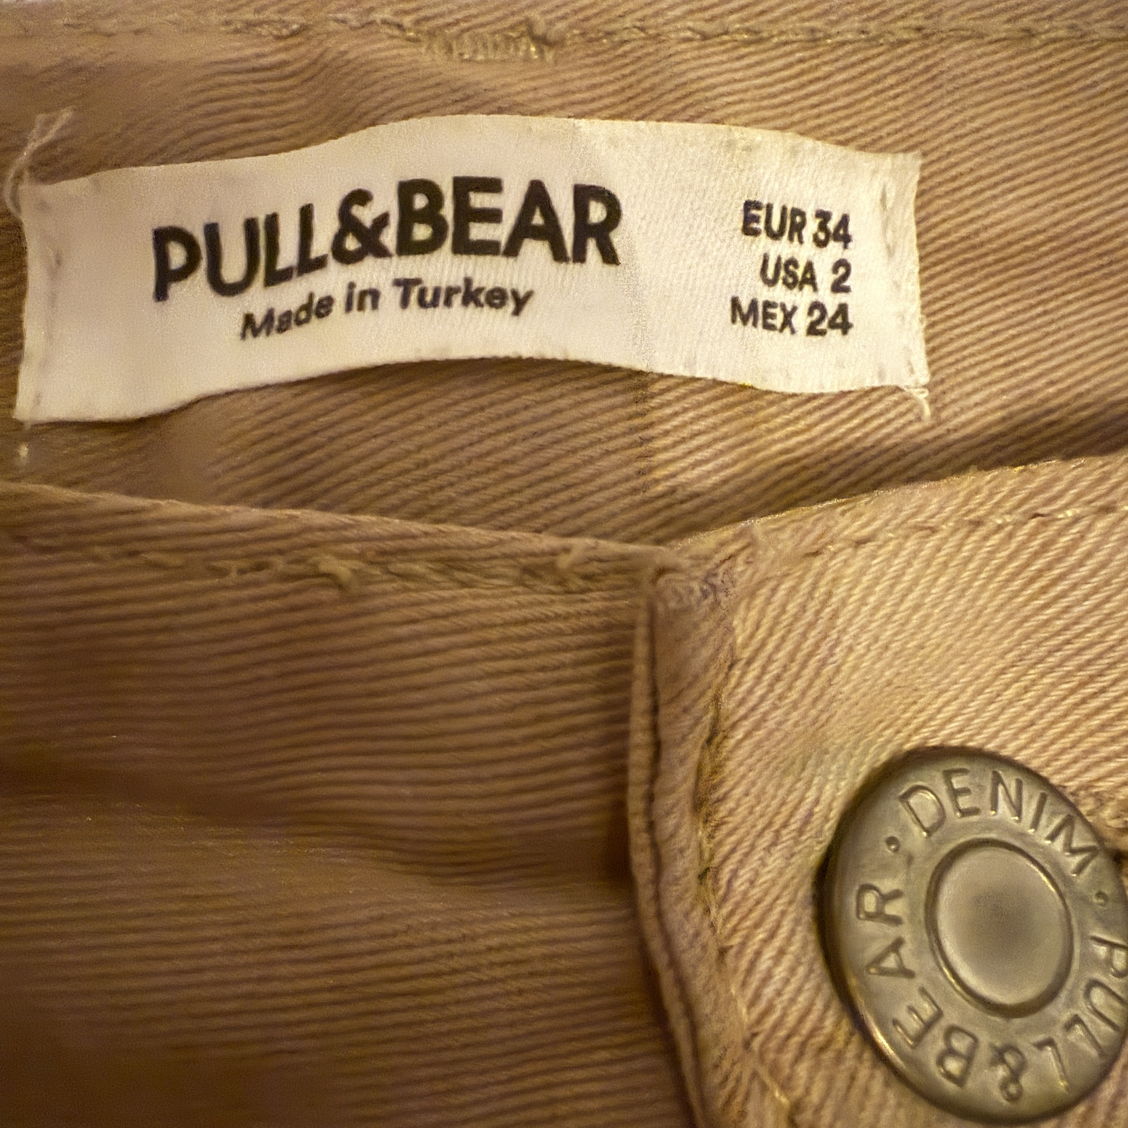 PULL&BEAR
Made in Turkey
EUR 34
USA 2
MEX 24
DENIM · PULL&BEAR ·